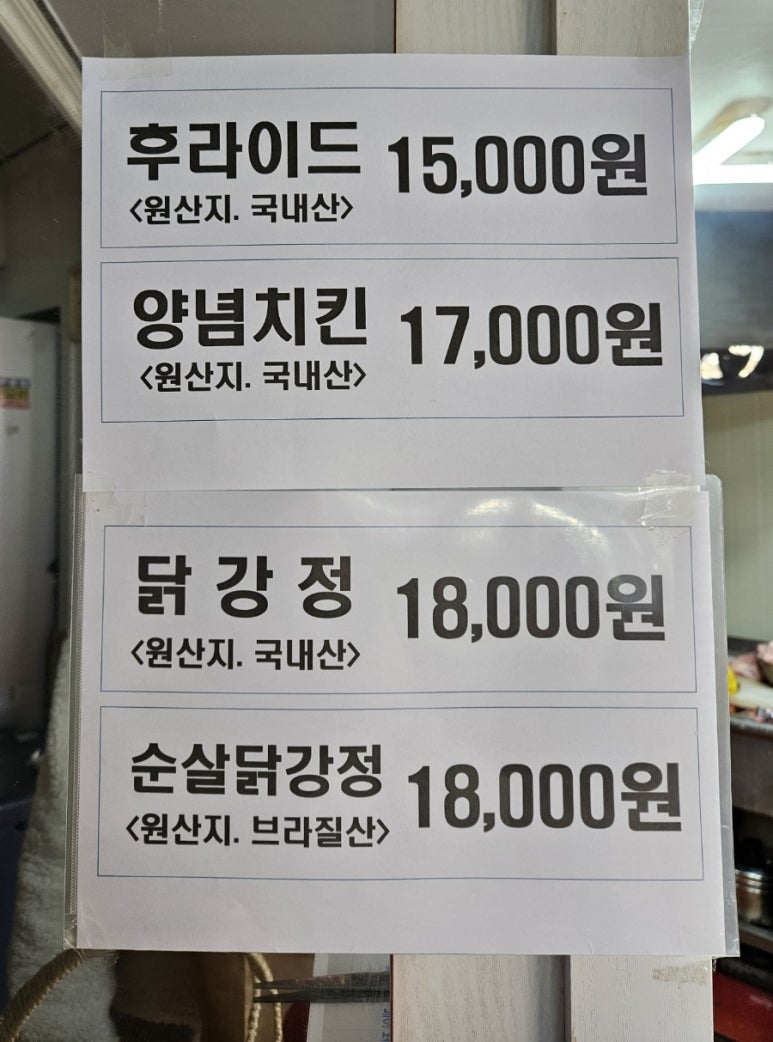 후라이드 15,000원
<원산지. 국내산>
양념치킨 17,000원
<원산지. 국내산>
닭강정 18,000원
<원산지. 국내산>
순살닭강정 18,000원
<원산지. 브라질산>